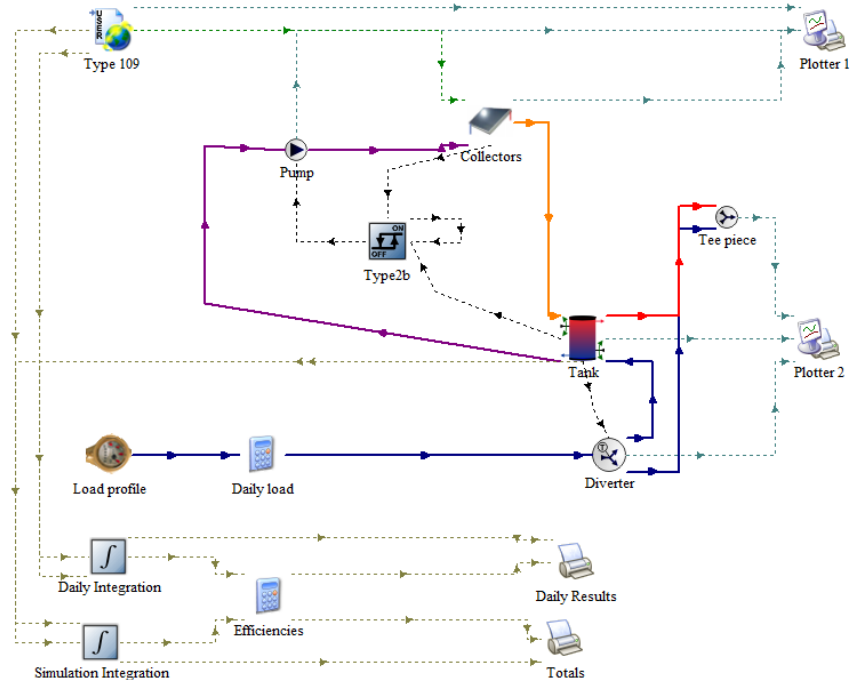 USER
Type 109
Plotter 1
Pump
Collectors
ON
OFF
Type2b
Tee piece
Tank
Plotter 2
Load profile
Daily load
T
Diverter
∫
Daily Integration
Daily Results
Efficiencies
∫
Simulation Integration
Totals